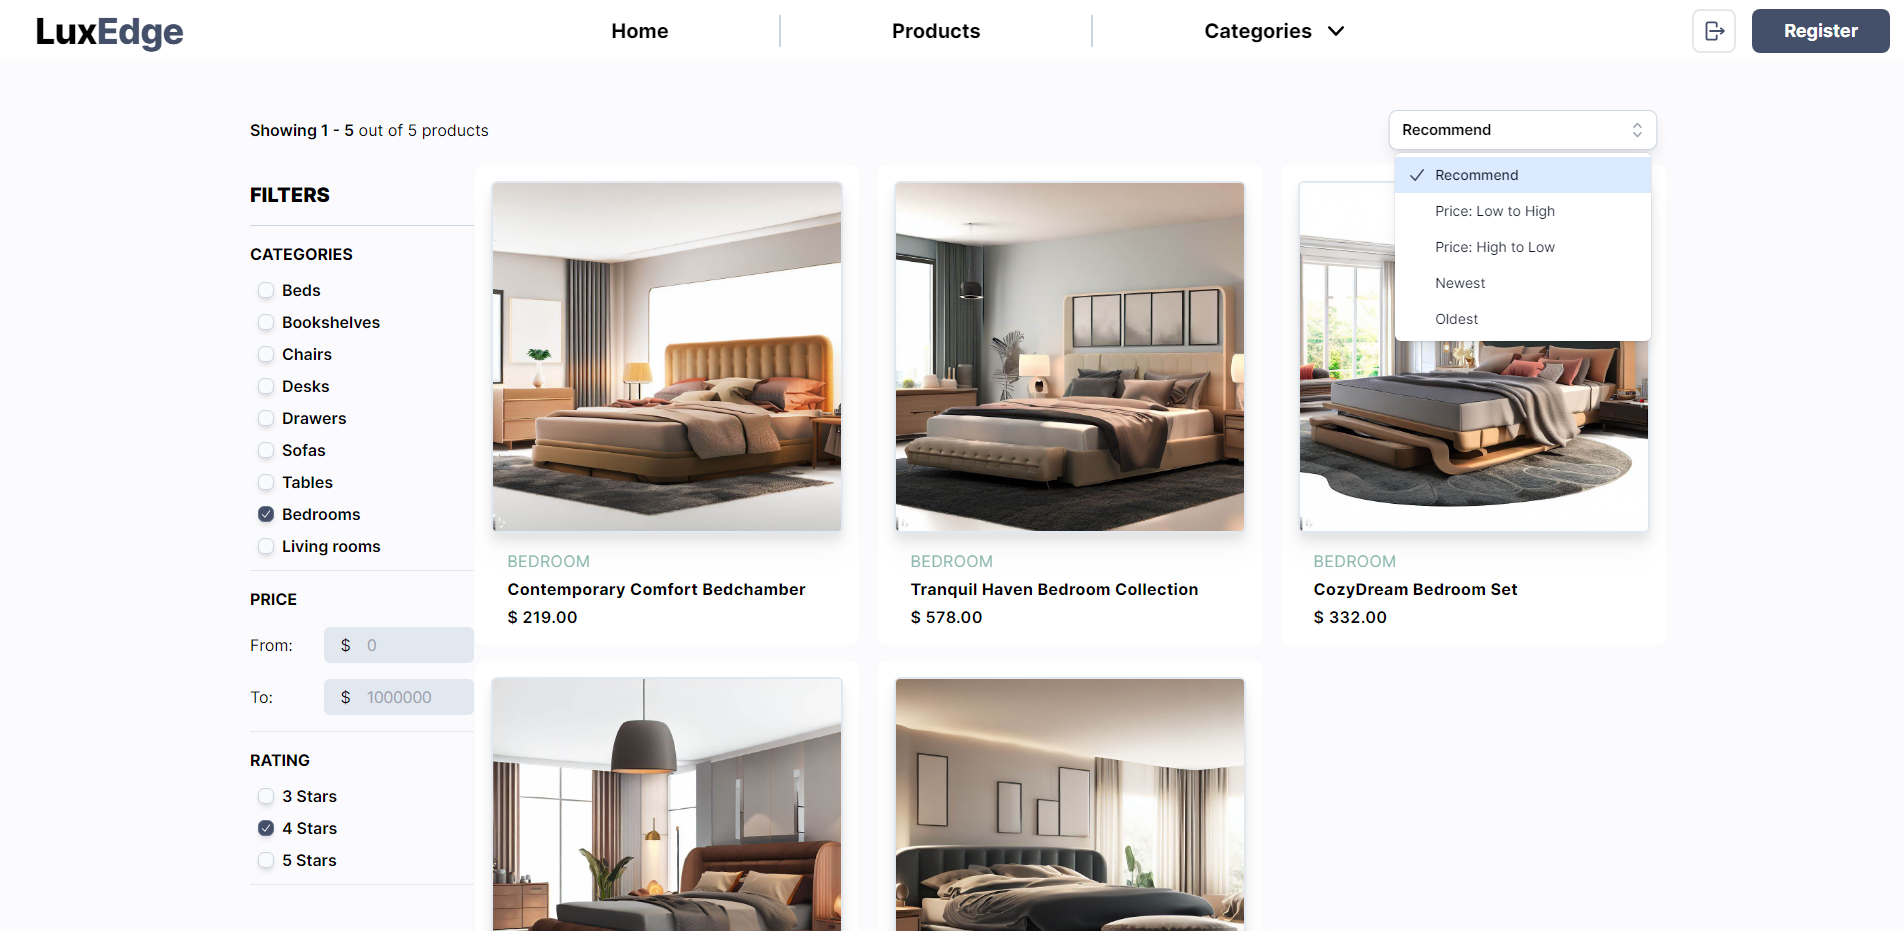 LuxEdge
Home
Products
Categories
Register
Showing 1 - 5 out of 5 products
Recommend
Recommend
Price: Low to High
Price: High to Low
Newest
Oldest
FILTERS
CATEGORIES
Beds
Bookshelves
Chairs
Desks
Drawers
Sofas
Tables
Bedrooms
Living rooms
PRICE
From: $ 0
To: $ 1000000
RATING
3 Stars
4 Stars
5 Stars
BEDROOM
Contemporary Comfort Bedchamber
$ 219.00
BEDROOM
Tranquil Haven Bedroom Collection
$ 578.00
BEDROOM
CozyDream Bedroom Set
$ 332.00